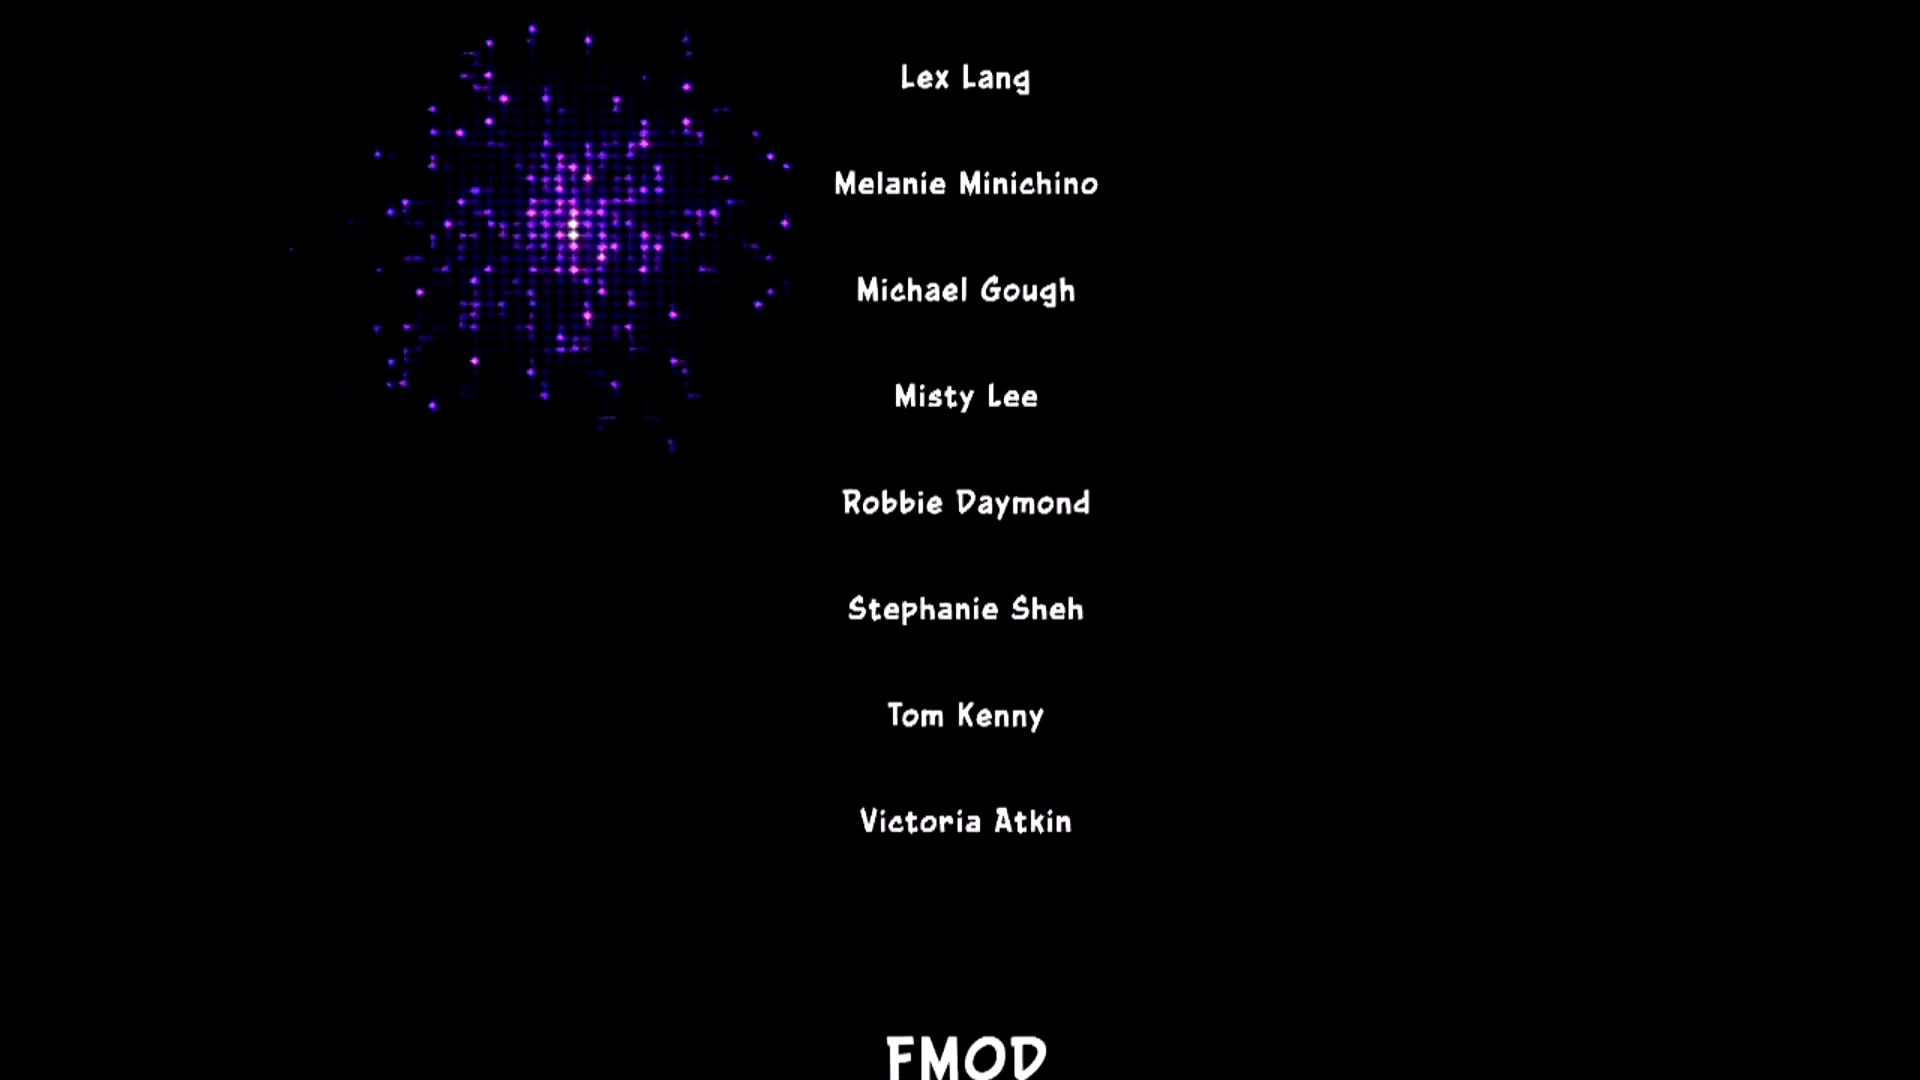 Lex Lang
Melanie Minichino
Michael Gough
Misty Lee
Robbie Daymond
Stephanie Sheh
Tom Kenny
Victoria Atkin
FMOD